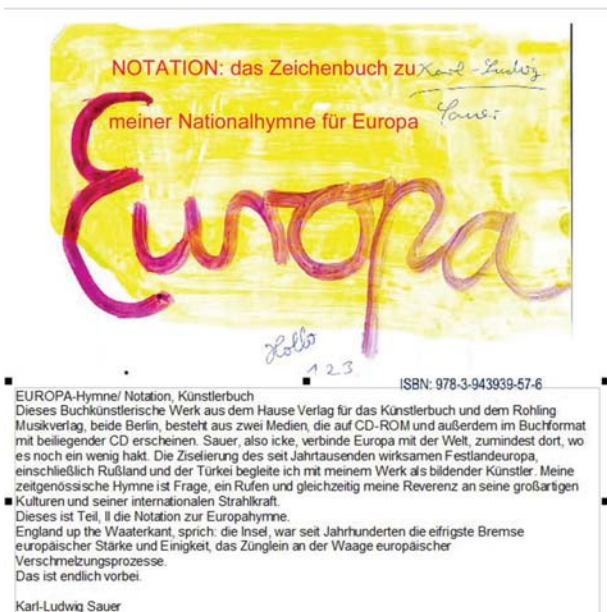 NOTATION: das Zeichenbuch zu Karl-Ludwig
Sauer
meiner Nationalhymne für Europa
Europa
Hollo
1 2 3
ISBN: 978-3-943939-57-6
EUROPA-Hymne/ Notation, Künstlerbuch
Dieses Buchkünstlerische Werk aus dem Hause Verlag für das Künstlerbuch und dem Rohling
Musikverlag, beide Berlin, besteht aus zwei Medien, die auf CD-ROM und außerdem im Buchformat
mit beiliegender CD erscheinen. Sauer, also icke, verbinde Europa mit der Welt, zumindest dort, wo
es noch ein wenig hakt. Die Ziselierung des seit Jahrtausenden wirksamen Festlandeuropa,
einschließlich Rußland und der Türkei begleite ich mit meinem Werk als bildender Künstler. Meine
zeitgenössische Hymne ist Frage, ein Rufen und gleichzeitig meine Reverenz an seine großartigen
Kulturen und seiner internationalen Strahlkraft.
Dieses ist Teil, II die Notation zur Europahymne.
England up the Waaterkant, sprich: die Insel, war seit Jahrhunderten die eifrigste Bremse
europäischer Stärke und Einigkeit, das Zünglein an der Waage europäischer
Verschmelzungsprozesse.
Das ist endlich vorbei.
Karl-Ludwig Sauer